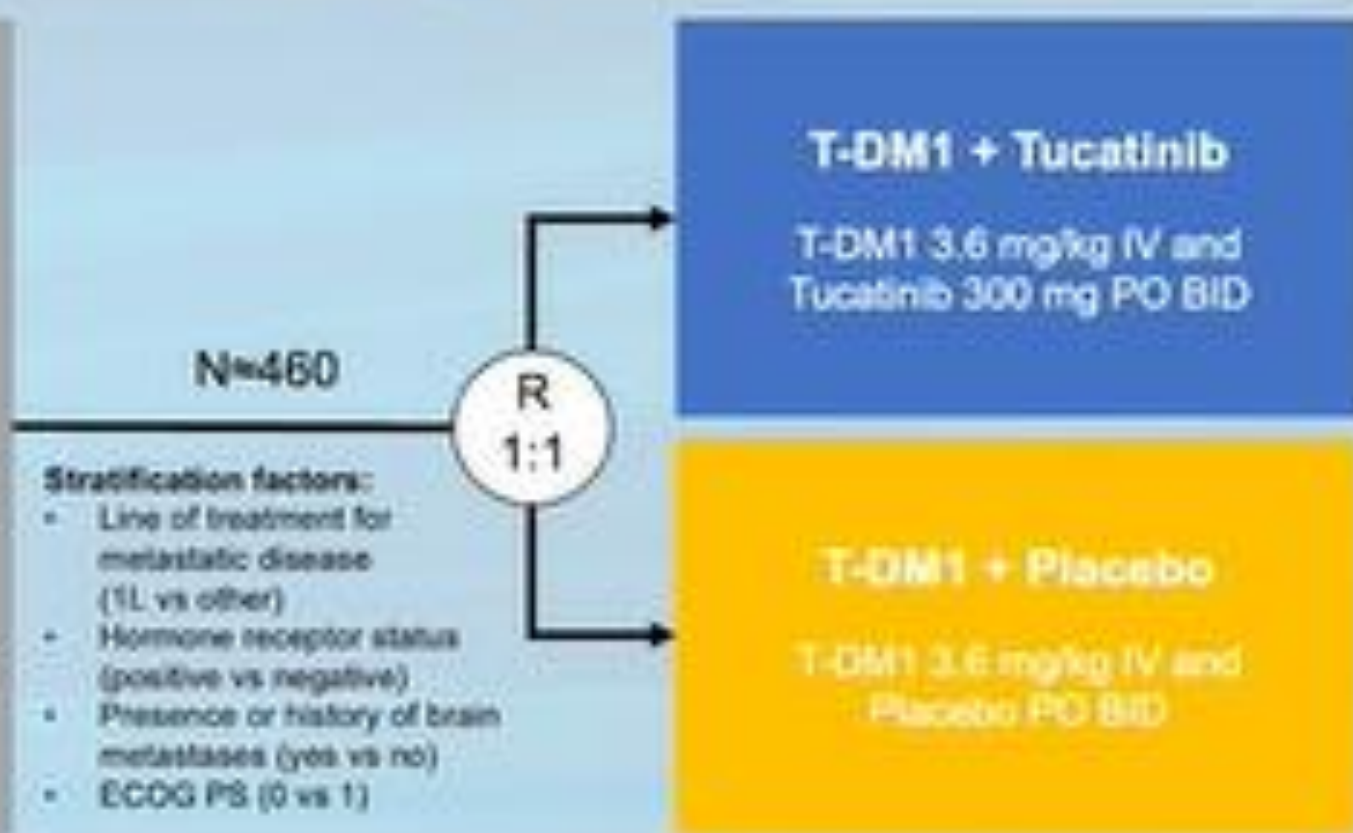 N≈460
R
1:1
Stratification factors:
• Line of treatment for
metastatic disease
(1L vs other)
• Hormone receptor status
(positive vs negative)
• Presence or history of brain
metastases (yes vs no)
• ECOG PS (0 vs 1)
T-DM1 + Tucatinib
T-DM1 3.6 mg/kg IV and
Tucatinib 300 mg PO BID
T-DM1 + Placebo
T-DM1 3.6 mg/kg IV and
Placebo PO BID